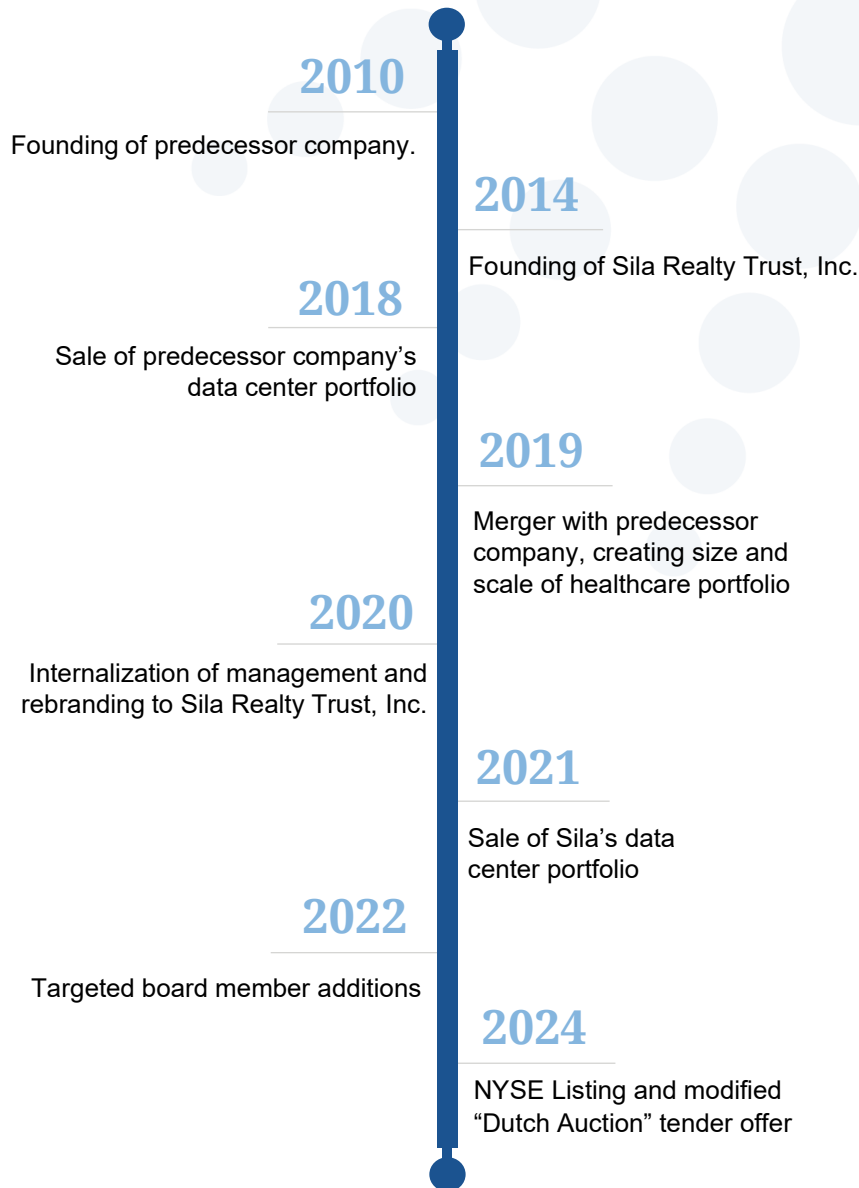 2010
Founding of predecessor company.
2014
Founding of Sila Realty Trust, Inc.
2018
Sale of predecessor company’s
data center portfolio
2019
Merger with predecessor
company, creating size and
scale of healthcare portfolio
2020
Internalization of management and
rebranding to Sila Realty Trust, Inc.
2021
Sale of Sila’s data
center portfolio
2022
Targeted board member additions
2024
NYSE Listing and modified
“Dutch Auction” tender offer